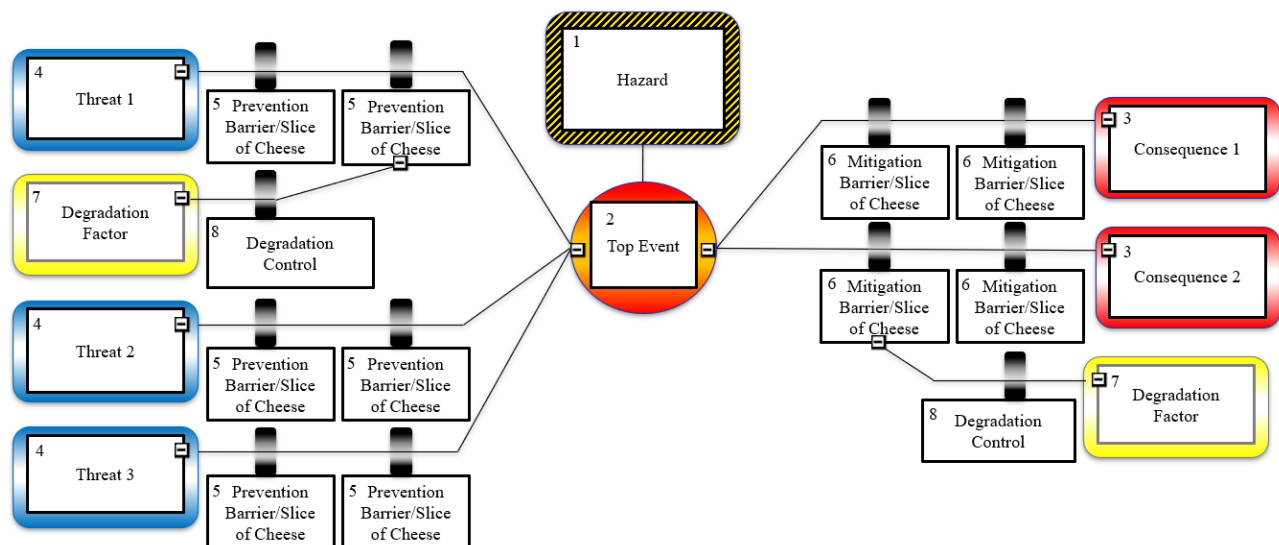 1
Hazard
4
Threat 1
5 Prevention
Barrier/Slice
of Cheese
5 Prevention
Barrier/Slice
of Cheese
7
Degradation
Factor
8
Degradation
Control
4
Threat 2
5 Prevention
Barrier/Slice
of Cheese
5 Prevention
Barrier/Slice
of Cheese
4
Threat 3
5 Prevention
Barrier/Slice
of Cheese
5 Prevention
Barrier/Slice
of Cheese
2
Top Event
6 Mitigation
Barrier/Slice
of Cheese
6 Mitigation
Barrier/Slice
of Cheese
3
Consequence 1
6 Mitigation
Barrier/Slice
of Cheese
6 Mitigation
Barrier/Slice
of Cheese
3
Consequence 2
8
Degradation
Control
7
Degradation
Factor